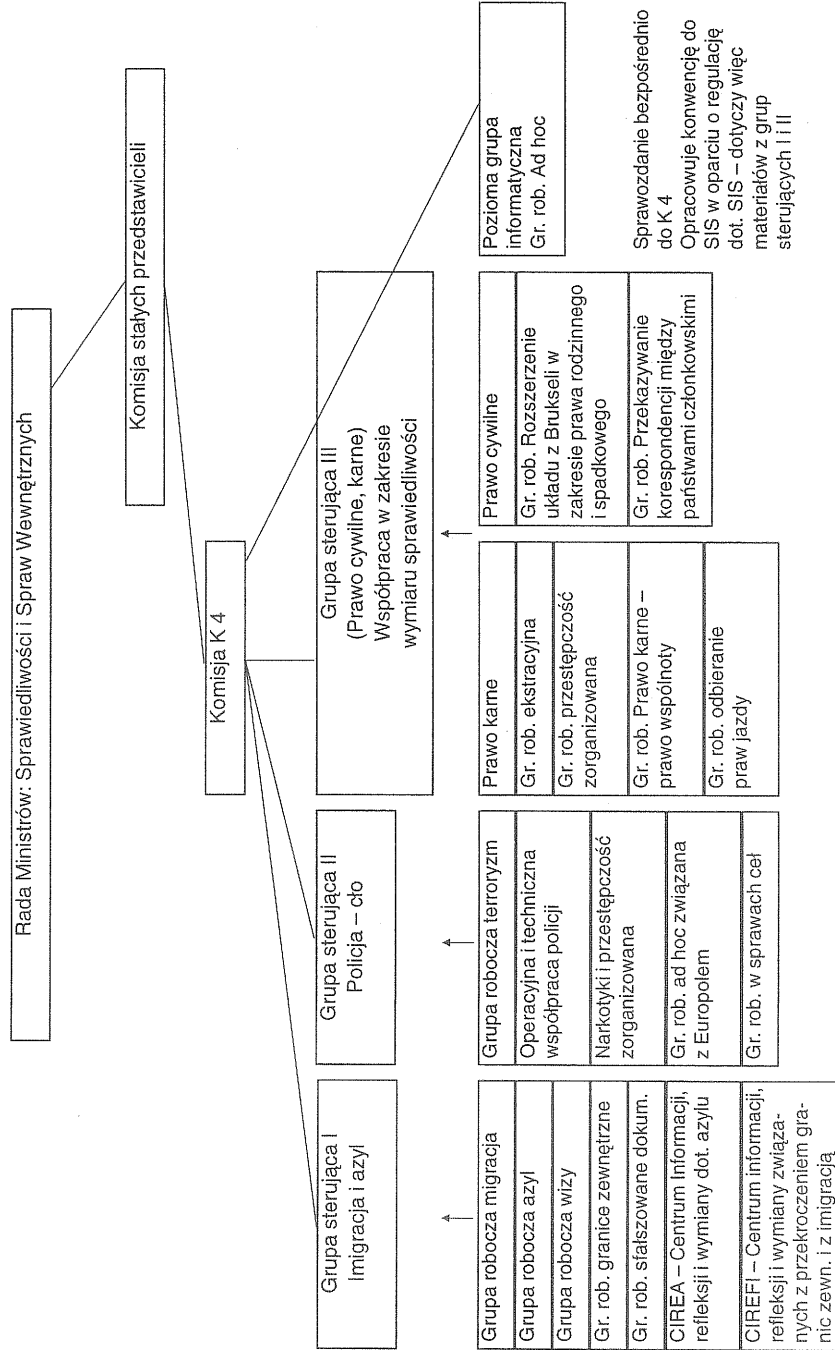 Rada Ministrów: Sprawiedliwości i Spraw Wewnętrznych
Komisja stałych przedstawicieli
Komisja K 4
Grupa sterująca I
Imigracja i azyl
Grupa sterująca II
Policja – cło
Grupa sterująca III
(Prawo cywilne, karne)
Współpraca w zakresie
wymiaru sprawiedliwości
Pozioma grupa
informatyczna
Gr. rob. Ad hoc
Grupa robocza migracja
Grupa robocza azyl
Grupa robocza wizy
Gr. rob. granice zewnętrzne
Gr. rob. sfałszowane dokum.
CIREA – Centrum Informacji,
refleksji i wymiany dot. azylu
CIREFI – Centrum informacji,
refleksji i wymiany związa-
nych z przekroczeniem gra-
nic zewn. i z imigracją
Grupa robocza terroryzm
Operacyjna i techniczna
współpraca policji
Narkotyki i przestępczość
zorganizowana
Gr. rob. ad hoc związana
z Europolem
Gr. rob. w sprawach ceł
Prawo karne
Gr. rob. ekstracyjna
Gr. rob. przestępczość
zorganizowana
Gr. rob. Prawo karne –
prawo wspólnoty
Gr. rob. odbieranie
praw jazdy
Prawo cywilne
Gr. rob. Rozszerzenie
układu z Brukseli w
zakresie prawa rodzinnego
i spadkowego
Gr. rob. Przekazywanie
korespondencji między
państwami członkowskimi
Sprawozdanie bezpośrednio
do K 4
Opracowuje konwencję do
SIS w oparciu o regulację
dot. SIS – dotyczy więc
materiałów z grup
sterujących I i II